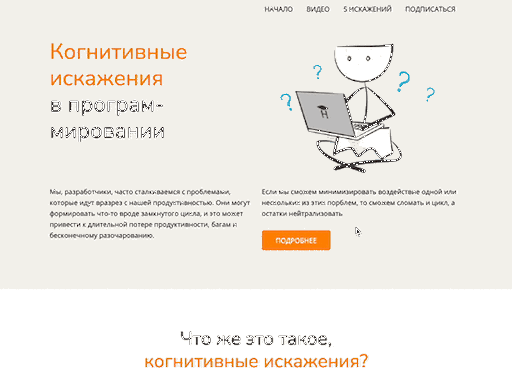 НАЧАЛО ВИДЕО 5 ИСКАЖЕНИЙ ПОДПИСАТЬСЯ
Когнитивные
искажения
в програм-
мировании
Мы, разработчики, часто сталкиваемся с проблемами,
которые идут вразрез с нашей продуктивностью. Они могут
формировать что-то вроде замкнутого цикла, и это может
привести к длительной потере продуктивности, багам и
бесконечному разочарованию.
Если мы сможем минимизировать воздействие одной или
нескольких из этих порблем, то сможем сломать и цикл, а
остатки нейтрализовать
ПОДРОБНЕЕ
Что же это такое,
когнитивные искажения?